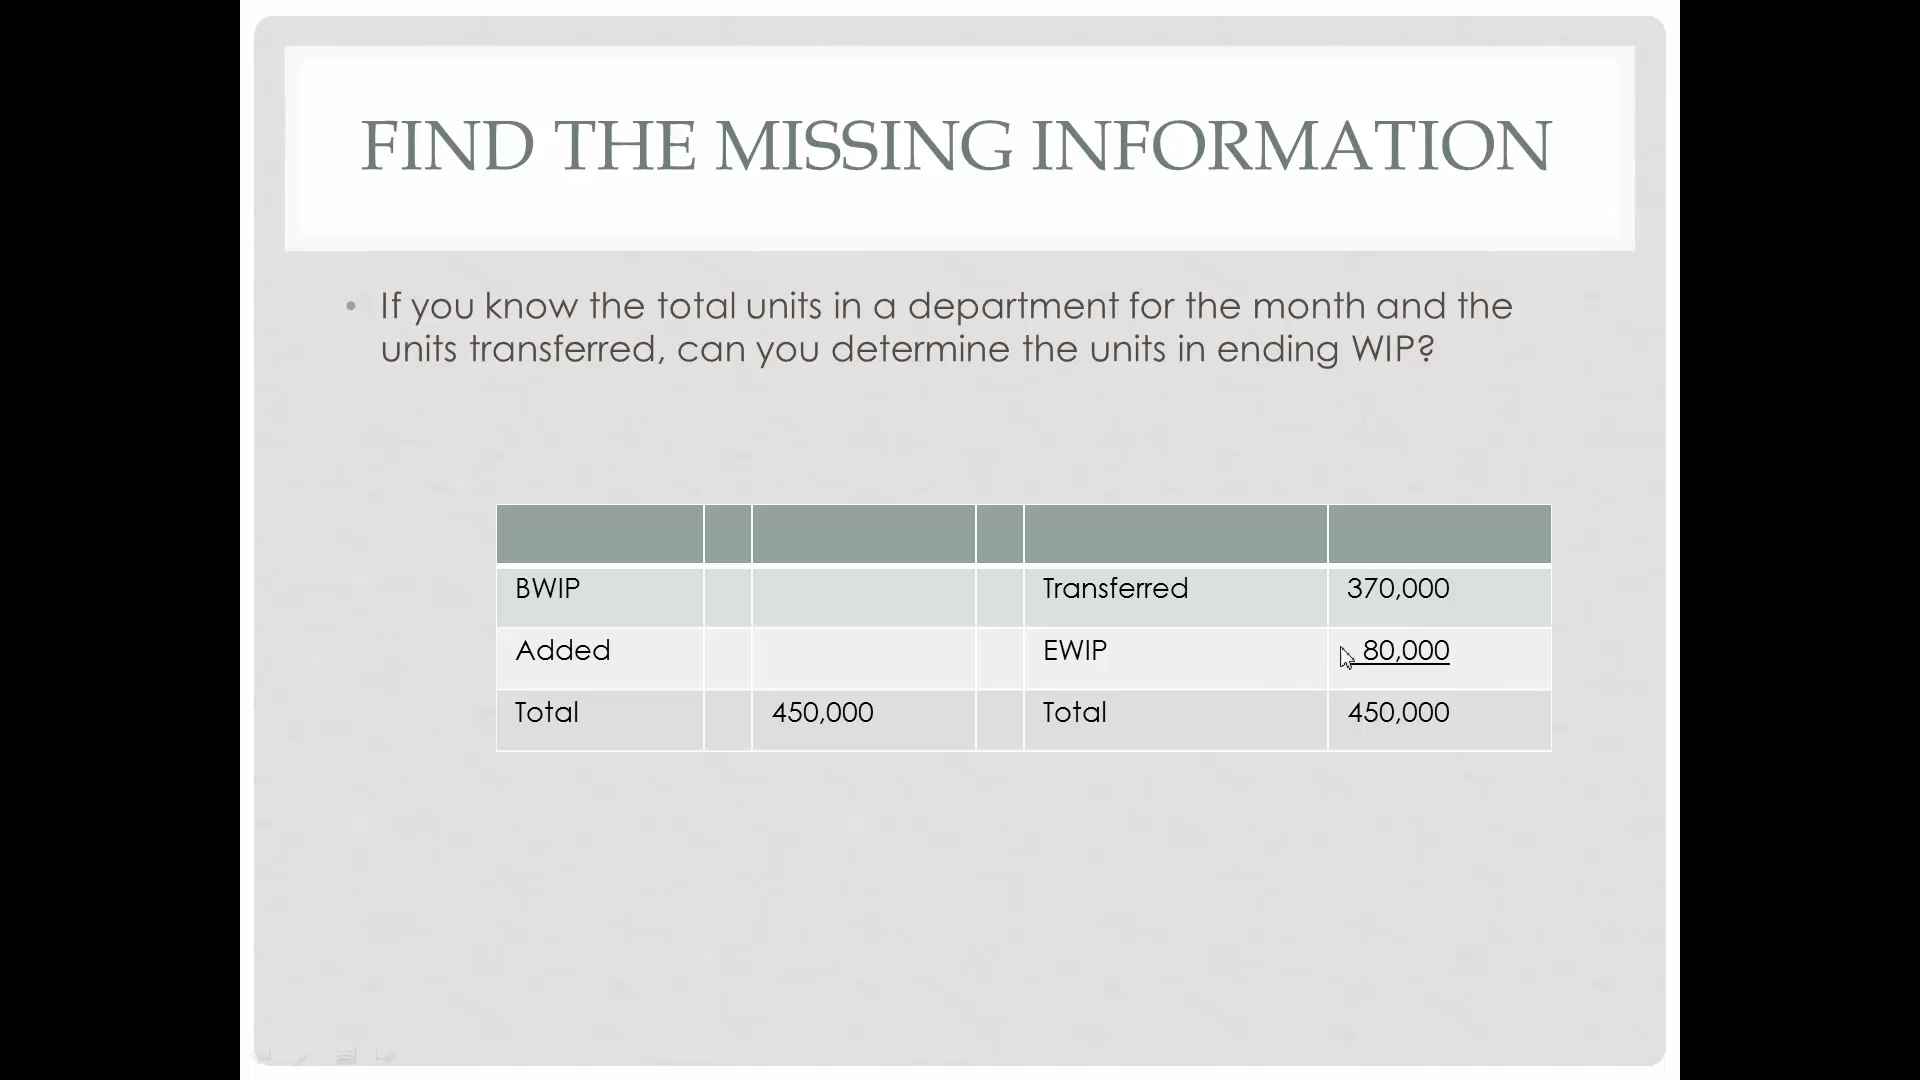 FIND THE MISSING INFORMATION
• If you know the total units in a department for the month and the
units transferred, can you determine the units in ending WIP?
BWIP Transferred 370,000
Added EWIP 80,000
Total 450,000 Total 450,000